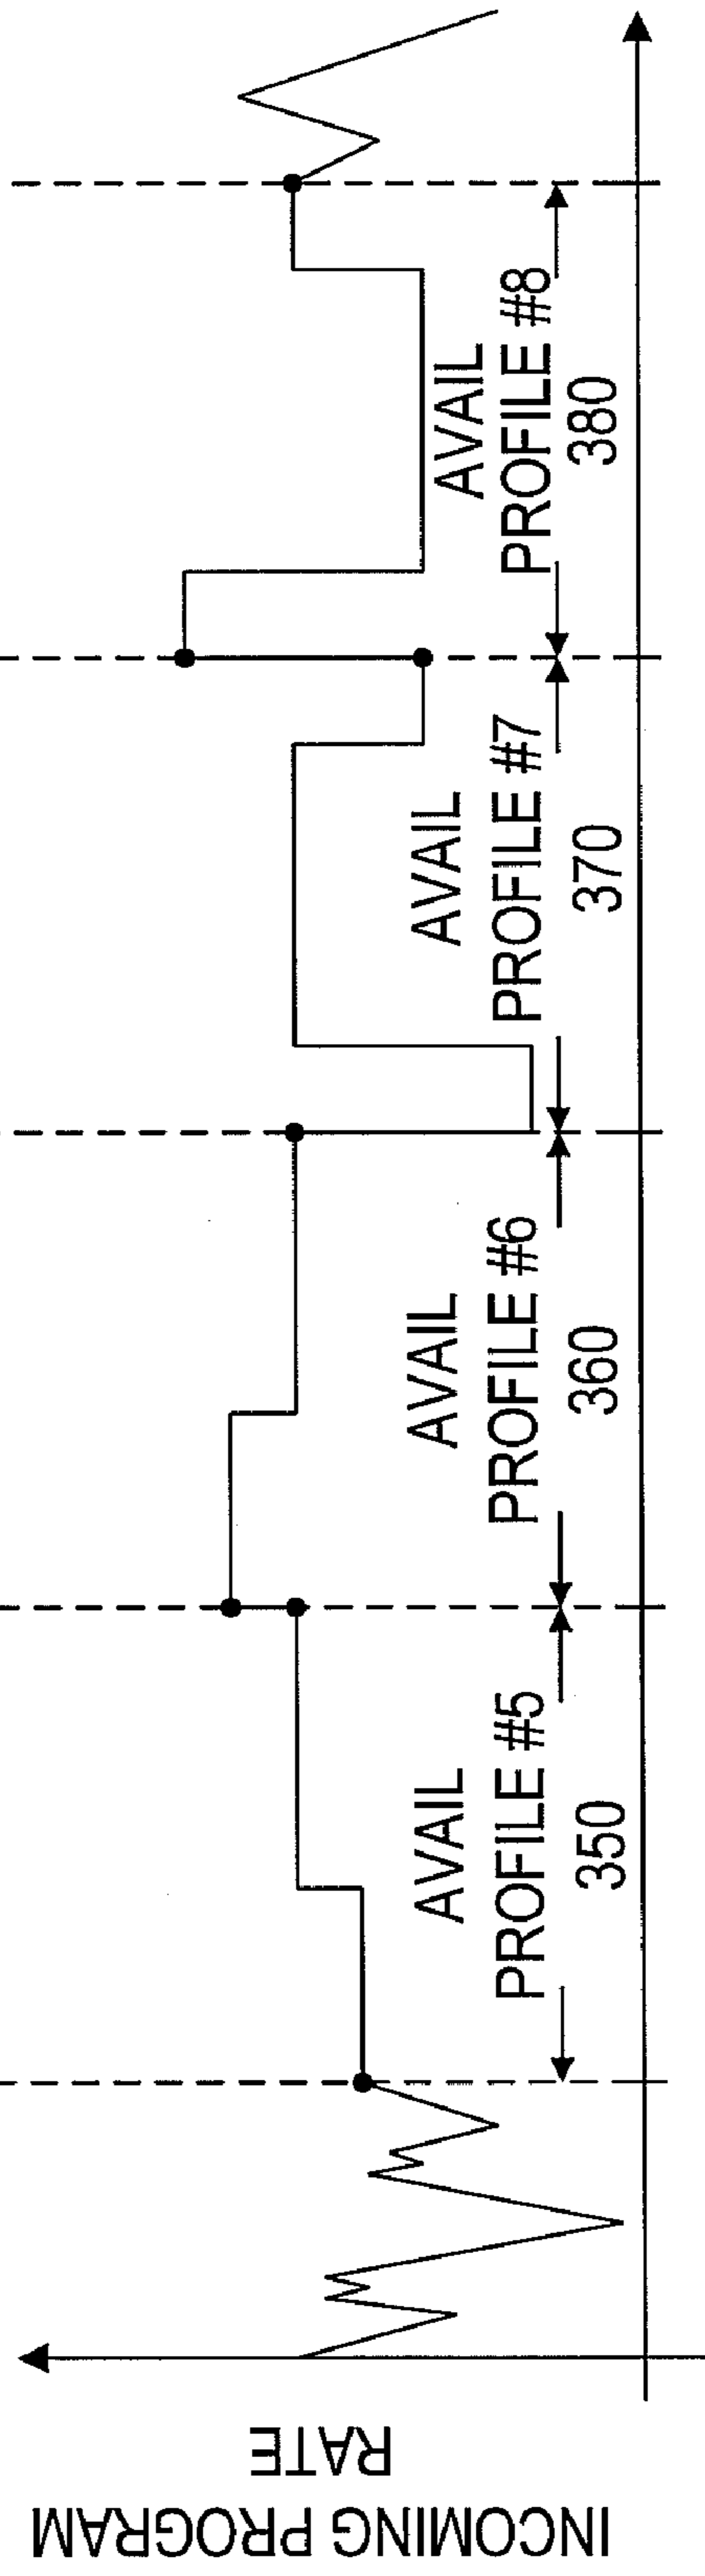 INCOMING PROGRAM
RATE
AVAIL
PROFILE #5
350
AVAIL
PROFILE #6
360
AVAIL
PROFILE #7
370
AVAIL
PROFILE #8
380